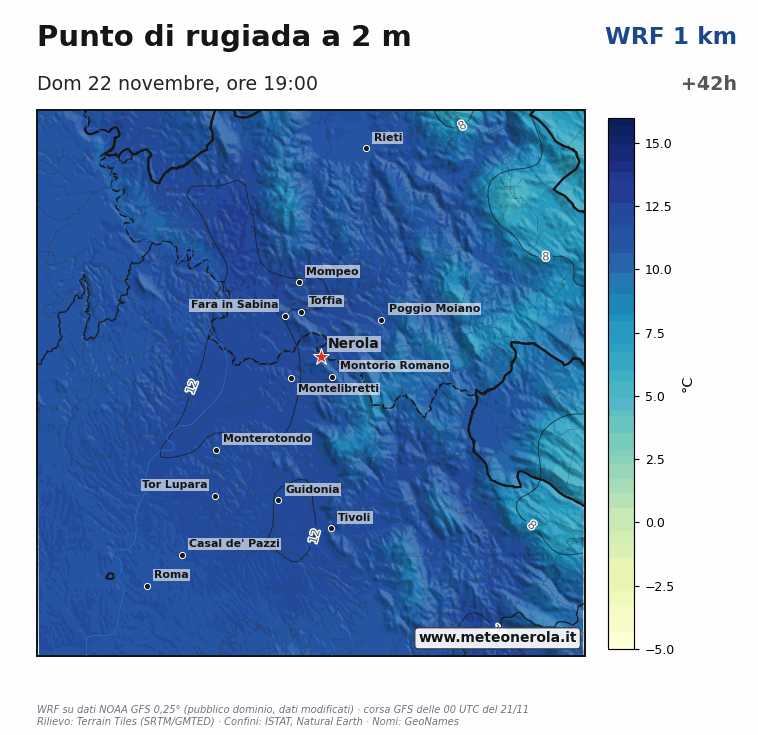 Punto di rugiada a 2 m
WRF 1 km
Dom 22 novembre, ore 19:00
+42h
8
Rieti
8
Mompeo
Toffia
Fara in Sabina
Poggio Moiano
Nerola
Montorio Romano
12
Montelibretti
Monterotondo
Tor Lupara
Guidonia
Tivoli
8
12
Casal de' Pazzi
Roma
www.meteonerola.it
15.0
12.5
10.0
7.5
5.0
2.5
0.0
−2.5
−5.0
°C
WRF su dati NOAA GFS 0,25° (pubblico dominio, dati modificati) · corsa GFS delle 00 UTC del 21/11
Rilievo: Terrain Tiles (SRTM/GMTED) · Confini: ISTAT, Natural Earth · Nomi: GeoNames